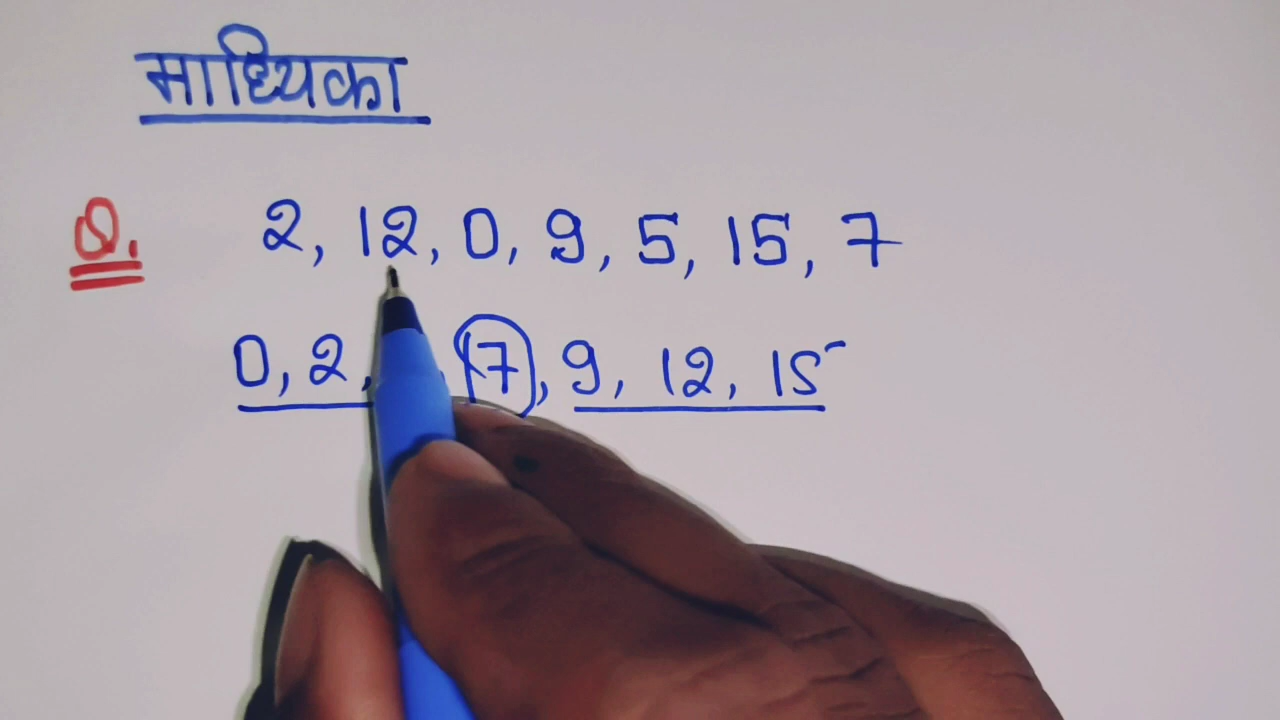 माध्यिका
Q. 2, 12, 0, 9, 5, 15, 7
0, 2, 7, 9, 12, 15